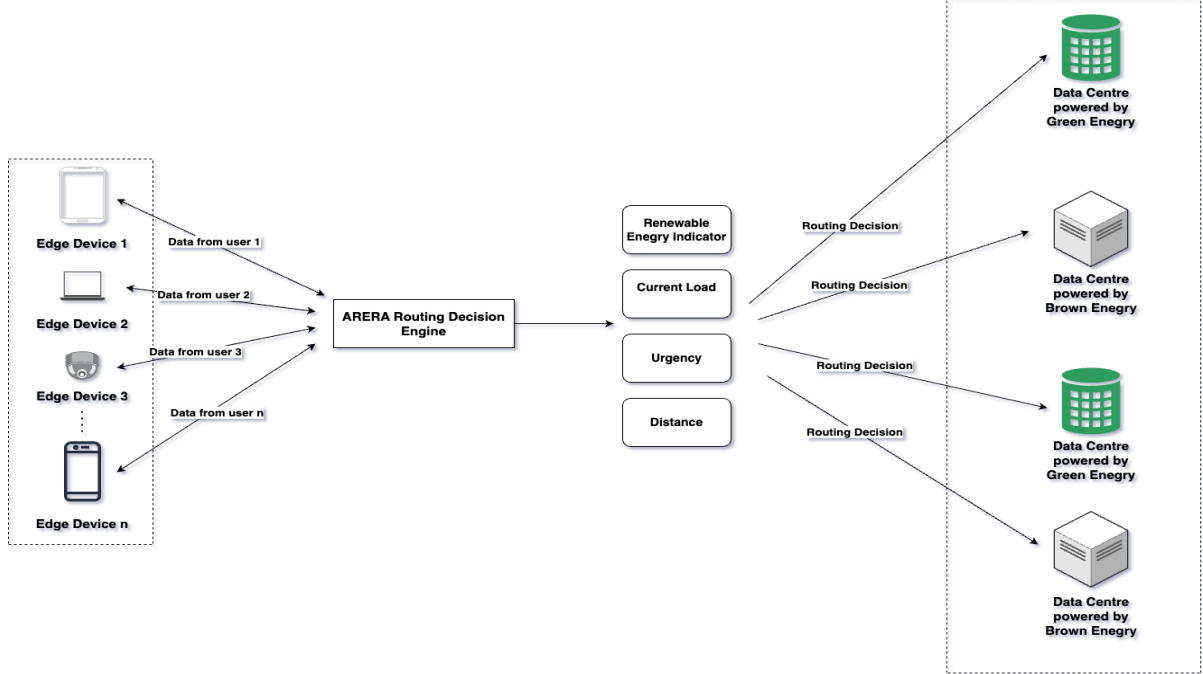 Edge Device 1
Edge Device 2
Edge Device 3
Edge Device n
Data from user 1
Data from user 2
Data from user 3
Data from user n
ARERA Routing Decision
Engine
Renewable
Enegry Indicator
Current Load
Urgency
Distance
Routing Decision
Routing Decision
Routing Decision
Routing Decision
Data Centre
powered by
Green Enegry
Data Centre
powered by
Brown Enegry
Data Centre
powered by
Green Enegry
Data Centre
powered by
Brown Enegry